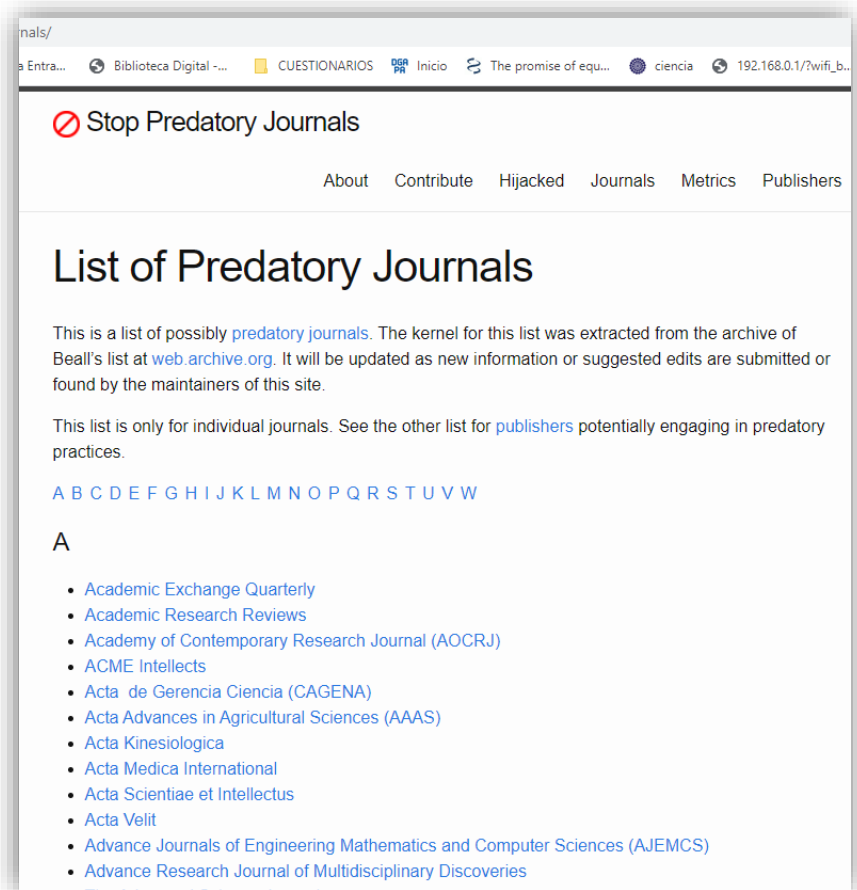 nals/
a Entra... Biblioteca Digital -... CUESTIONARIOS DGA PA Inicio The promise of equ... ciencia 192.168.0.1/?wifi_b...
Stop Predatory Journals
About Contribute Hijacked Journals Metrics Publishers
List of Predatory Journals
This is a list of possibly predatory journals. The kernel for this list was extracted from the archive of
Beall's list at web.archive.org. It will be updated as new information or suggested edits are submitted or
found by the maintainers of this site.
This list is only for individual journals. See the other list for publishers potentially engaging in predatory
practices.
A B C D E F G H I J K L M N O P Q R S T U V W
A
• Academic Exchange Quarterly
• Academic Research Reviews
• Academy of Contemporary Research Journal (AOCRJ)
• ACME Intellects
• Acta de Gerencia Ciencia (CAGENA)
• Acta Advances in Agricultural Sciences (AAAS)
• Acta Kinesiologica
• Acta Medica International
• Acta Scientiae et Intellectus
• Acta Velit
• Advance Journals of Engineering Mathematics and Computer Sciences (AJEMCS)
• Advance Research Journal of Multidisciplinary Discoveries